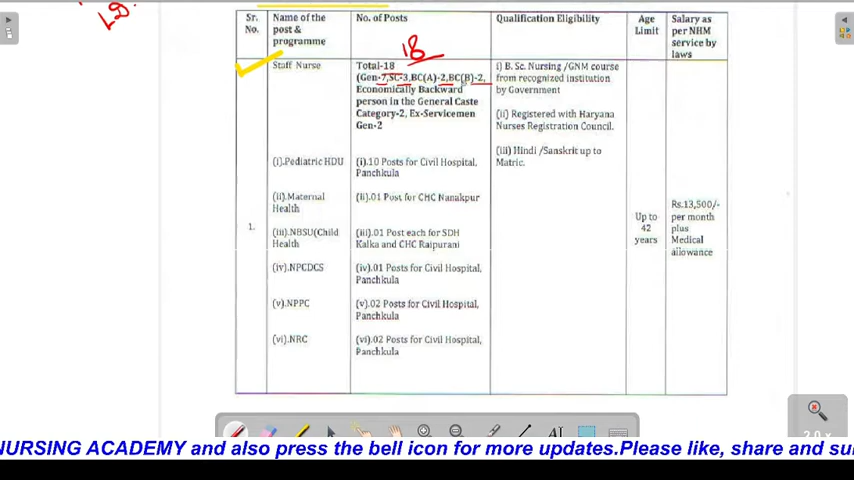 Sr. No.
Name of the post & programme
No. of Posts
Qualification Eligibility
Age Limit
Salary as per NHM service by laws
18
1.
Staff Nurse
Total-18
(Gen-7,SC-3,BC(A)-2,BC(B)-2,
Economically Backward
person in the General Caste
Category-2, Ex-Servicemen
Gen-2
i) B. Sc. Nursing /GNM course
from recognized institution
by Government
(ii) Registered with Haryana
Nurses Registration Council.
(iii) Hindi /Sanskrit up to
Matric.
(i).Pediatric HDU
(i).10 Posts for Civil Hospital,
Panchkula
(ii).Maternal
Health
(ii).01 Post for CHC Nanakpur
(iii).NBSU(Child
Health
(iii).01 Post each for SDH
Kalka and CHC Raipurani
(iv).NPCDCS
(iv).01 Posts for Civil Hospital,
Panchkula
(v).NPPC
(v).02 Posts for Civil Hospital,
Panchkula
(vi).NRC
(vi).02 Posts for Civil Hospital,
Panchkula
Up to
42
years
Rs.13,500/-
per month
plus
Medical
allowance
2.0 x
NURSING ACADEMY and also press the bell icon for more updates.Please like, share and su